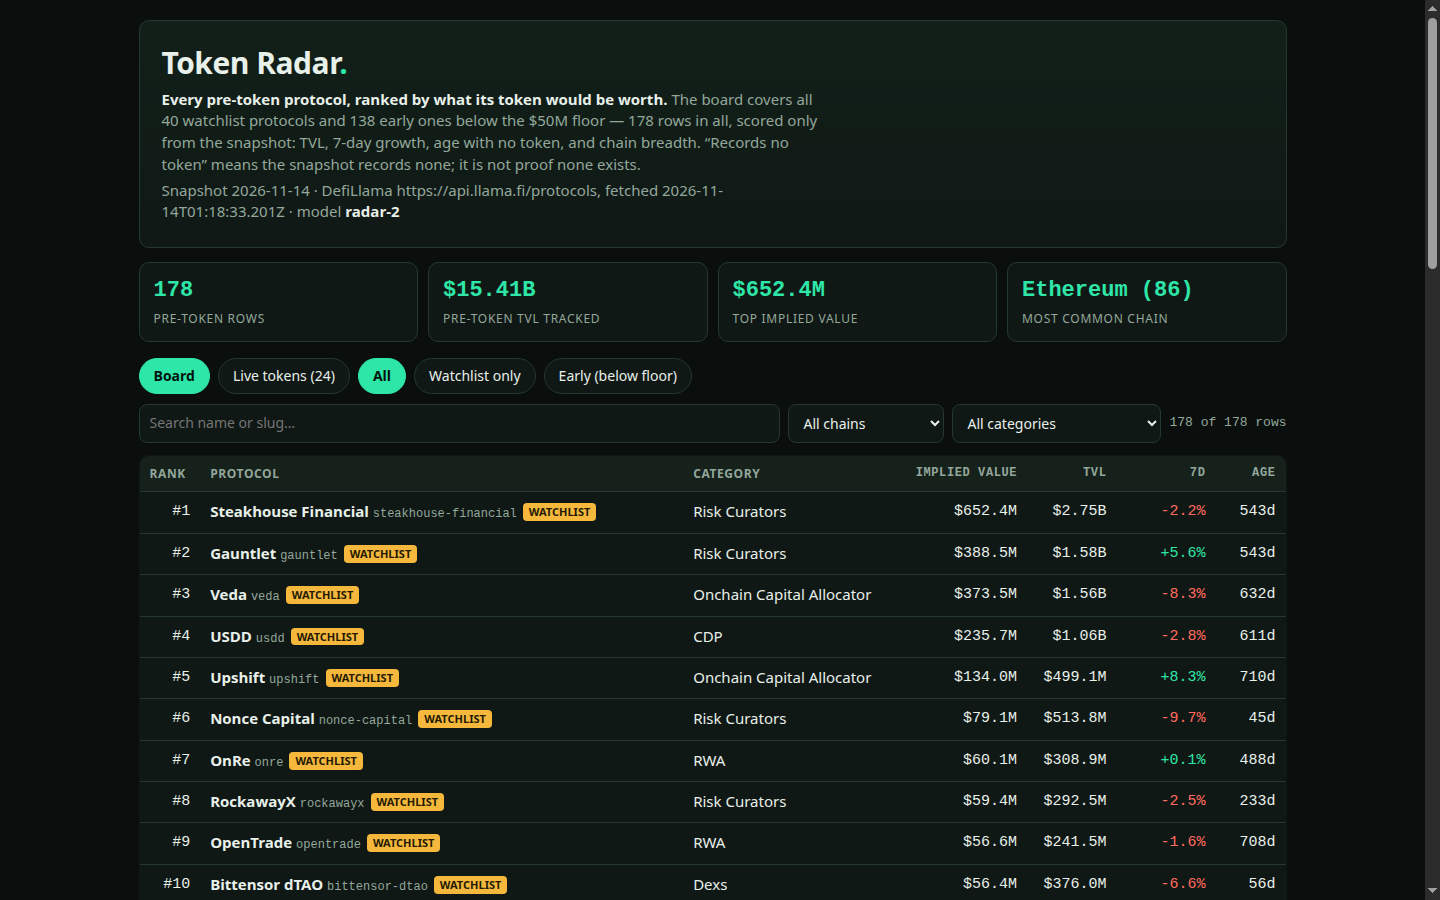 Token Radar.
Every pre-token protocol, ranked by what its token would be worth. The board covers all
40 watchlist protocols and 138 early ones below the $50M floor — 178 rows in all, scored only
from the snapshot: TVL, 7-day growth, age with no token, and chain breadth. “Records no
token” means the snapshot records none; it is not proof none exists.
Snapshot 2026-11-14 · DefiLlama https://api.llama.fi/protocols, fetched 2026-11-
14T01:18:33.201Z · model radar-2
178 $15.41B $652.4M Ethereum (86)
PRE-TOKEN ROWS PRE-TOKEN TVL TRACKED TOP IMPLIED VALUE MOST COMMON CHAIN
Board Live tokens (24) All Watchlist only Early (below floor)
Search name or slug... All chains All categories 178 of 178 rows
RANK PROTOCOL CATEGORY IMPLIED VALUE TVL 7D AGE
#1 Steakhouse Financial steakhouse-financial WATCHLIST Risk Curators $652.4M $2.75B -2.2% 543d
#2 Gauntlet gauntlet WATCHLIST Risk Curators $388.5M $1.58B +5.6% 543d
#3 Veda veda WATCHLIST Onchain Capital Allocator $373.5M $1.56B -8.3% 632d
#4 USDD usdd WATCHLIST CDP $235.7M $1.06B -2.8% 611d
#5 Upshift upshift WATCHLIST Onchain Capital Allocator $134.0M $499.1M +8.3% 710d
#6 Nonce Capital nonce-capital WATCHLIST Risk Curators $79.1M $513.8M -9.7% 45d
#7 OnRe onre WATCHLIST RWA $60.1M $308.9M +0.1% 488d
#8 RockawayX rockawayx WATCHLIST Risk Curators $59.4M $292.5M -2.5% 233d
#9 OpenTrade opentrade WATCHLIST RWA $56.6M $241.5M -1.6% 708d
#10 Bittensor dTAO bittensor-dtao WATCHLIST Dexs $56.4M $376.0M -6.6% 56d